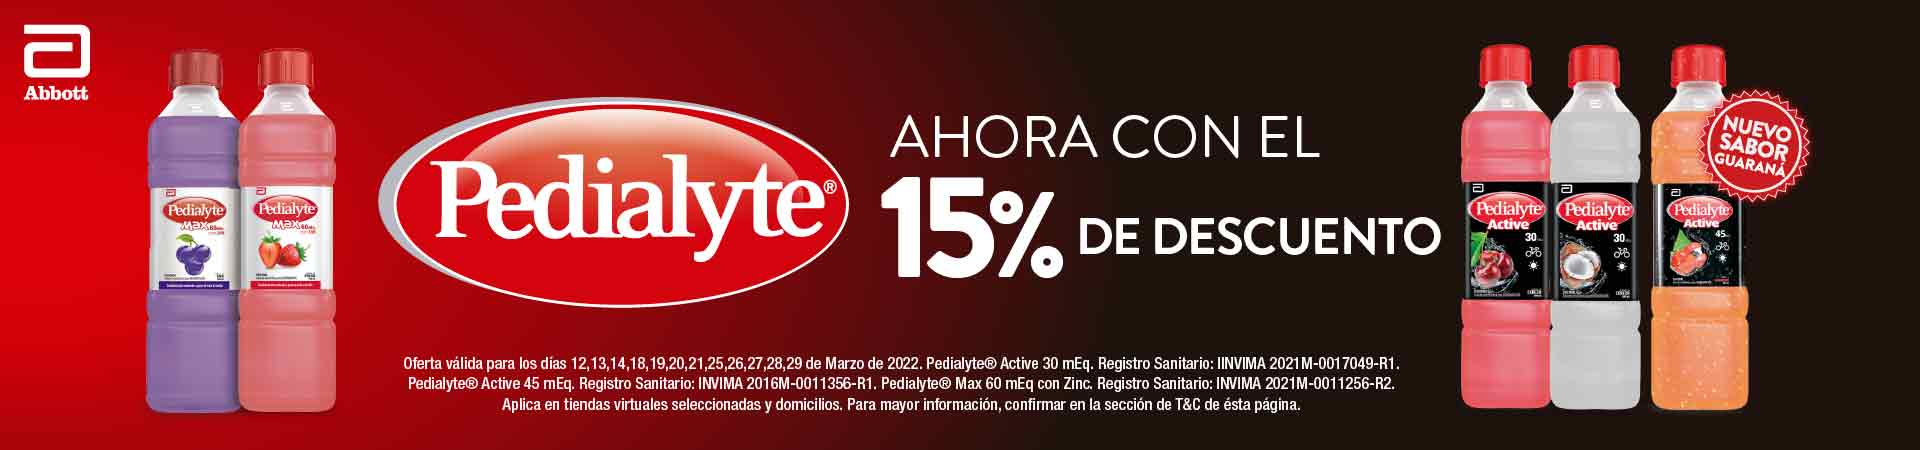 Abbott
Pedialyte
Max 60
Pedialyte
Max 60
Pedialyte®
AHORA CON EL
15% DE DESCUENTO
Pedialyte
Active
30
Pedialyte
Active
30
Pedialyte
Active
45
NUEVO
SABOR
GUARANÁ
Oferta válida para los días 12,13,14,18,19,20,21,25,26,27,28,29 de Marzo de 2022. Pedialyte® Active 30 mEq. Registro Sanitario: IINVIMA 2021M-0017049-R1.
Pedialyte® Active 45 mEq. Registro Sanitario: INVIMA 2016M-0011356-R1. Pedialyte® Max 60 mEq con Zinc. Registro Sanitario: INVIMA 2021M-0011256-R2.
Aplica en tiendas virtuales seleccionadas y domicilios. Para mayor información, confirmar en la sección de T&C de ésta página.